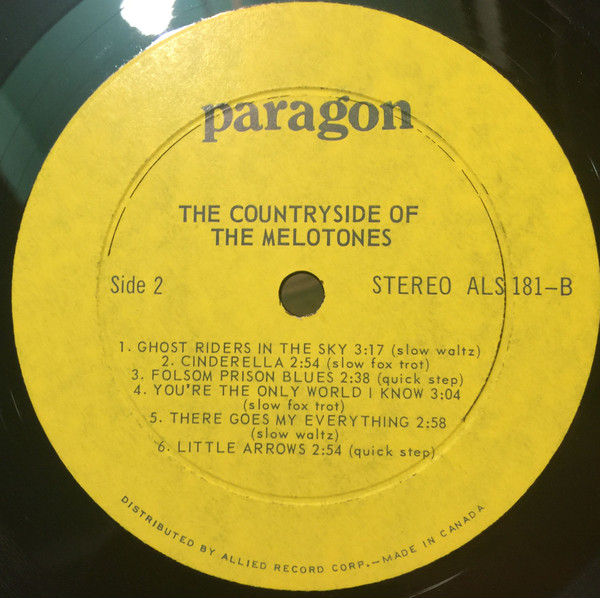 paragon
THE COUNTRYSIDE OF
THE MELOTONES
Side 2
STEREO ALS 181-B
1. GHOST RIDERS IN THE SKY 3:17 (slow waltz)
2. CINDERELLA 2:54 (slow fox trot)
3. FOLSOM PRISON BLUES 2:38 (quick step)
4. YOU'RE THE ONLY WORLD I KNOW 3:04
(slow fox trot)
5. THERE GOES MY EVERYTHING 2:58
(slow waltz)
6. LITTLE ARROWS 2:54 (quick step)
DISTRIBUTED BY ALLIED RECORD CORP.—MADE IN CANADA